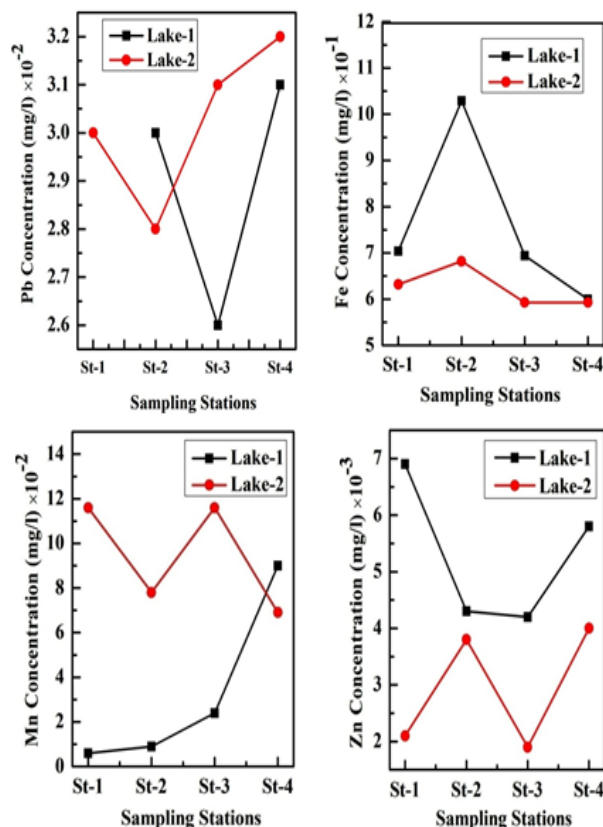 Pb Concentration (mg/l) ×10-2
3.2
3.1
3.0
2.9
2.8
2.7
2.6
Lake-1
Lake-2
St-1 St-2 St-3 St-4
Sampling Stations
Fe Concentration (mg/l) ×10-1
12
11
10
9
8
7
6
5
Lake-1
Lake-2
St-1 St-2 St-3 St-4
Sampling Stations
Mn Concentration (mg/l) ×10-2
14
12
10
8
6
4
2
0
Lake-1
Lake-2
St-1 St-2 St-3 St-4
Sampling Stations
Zn Concentration (mg/l) ×10-3
7
6
5
4
3
2
Lake-1
Lake-2
St-1 St-2 St-3 St-4
Sampling Stations